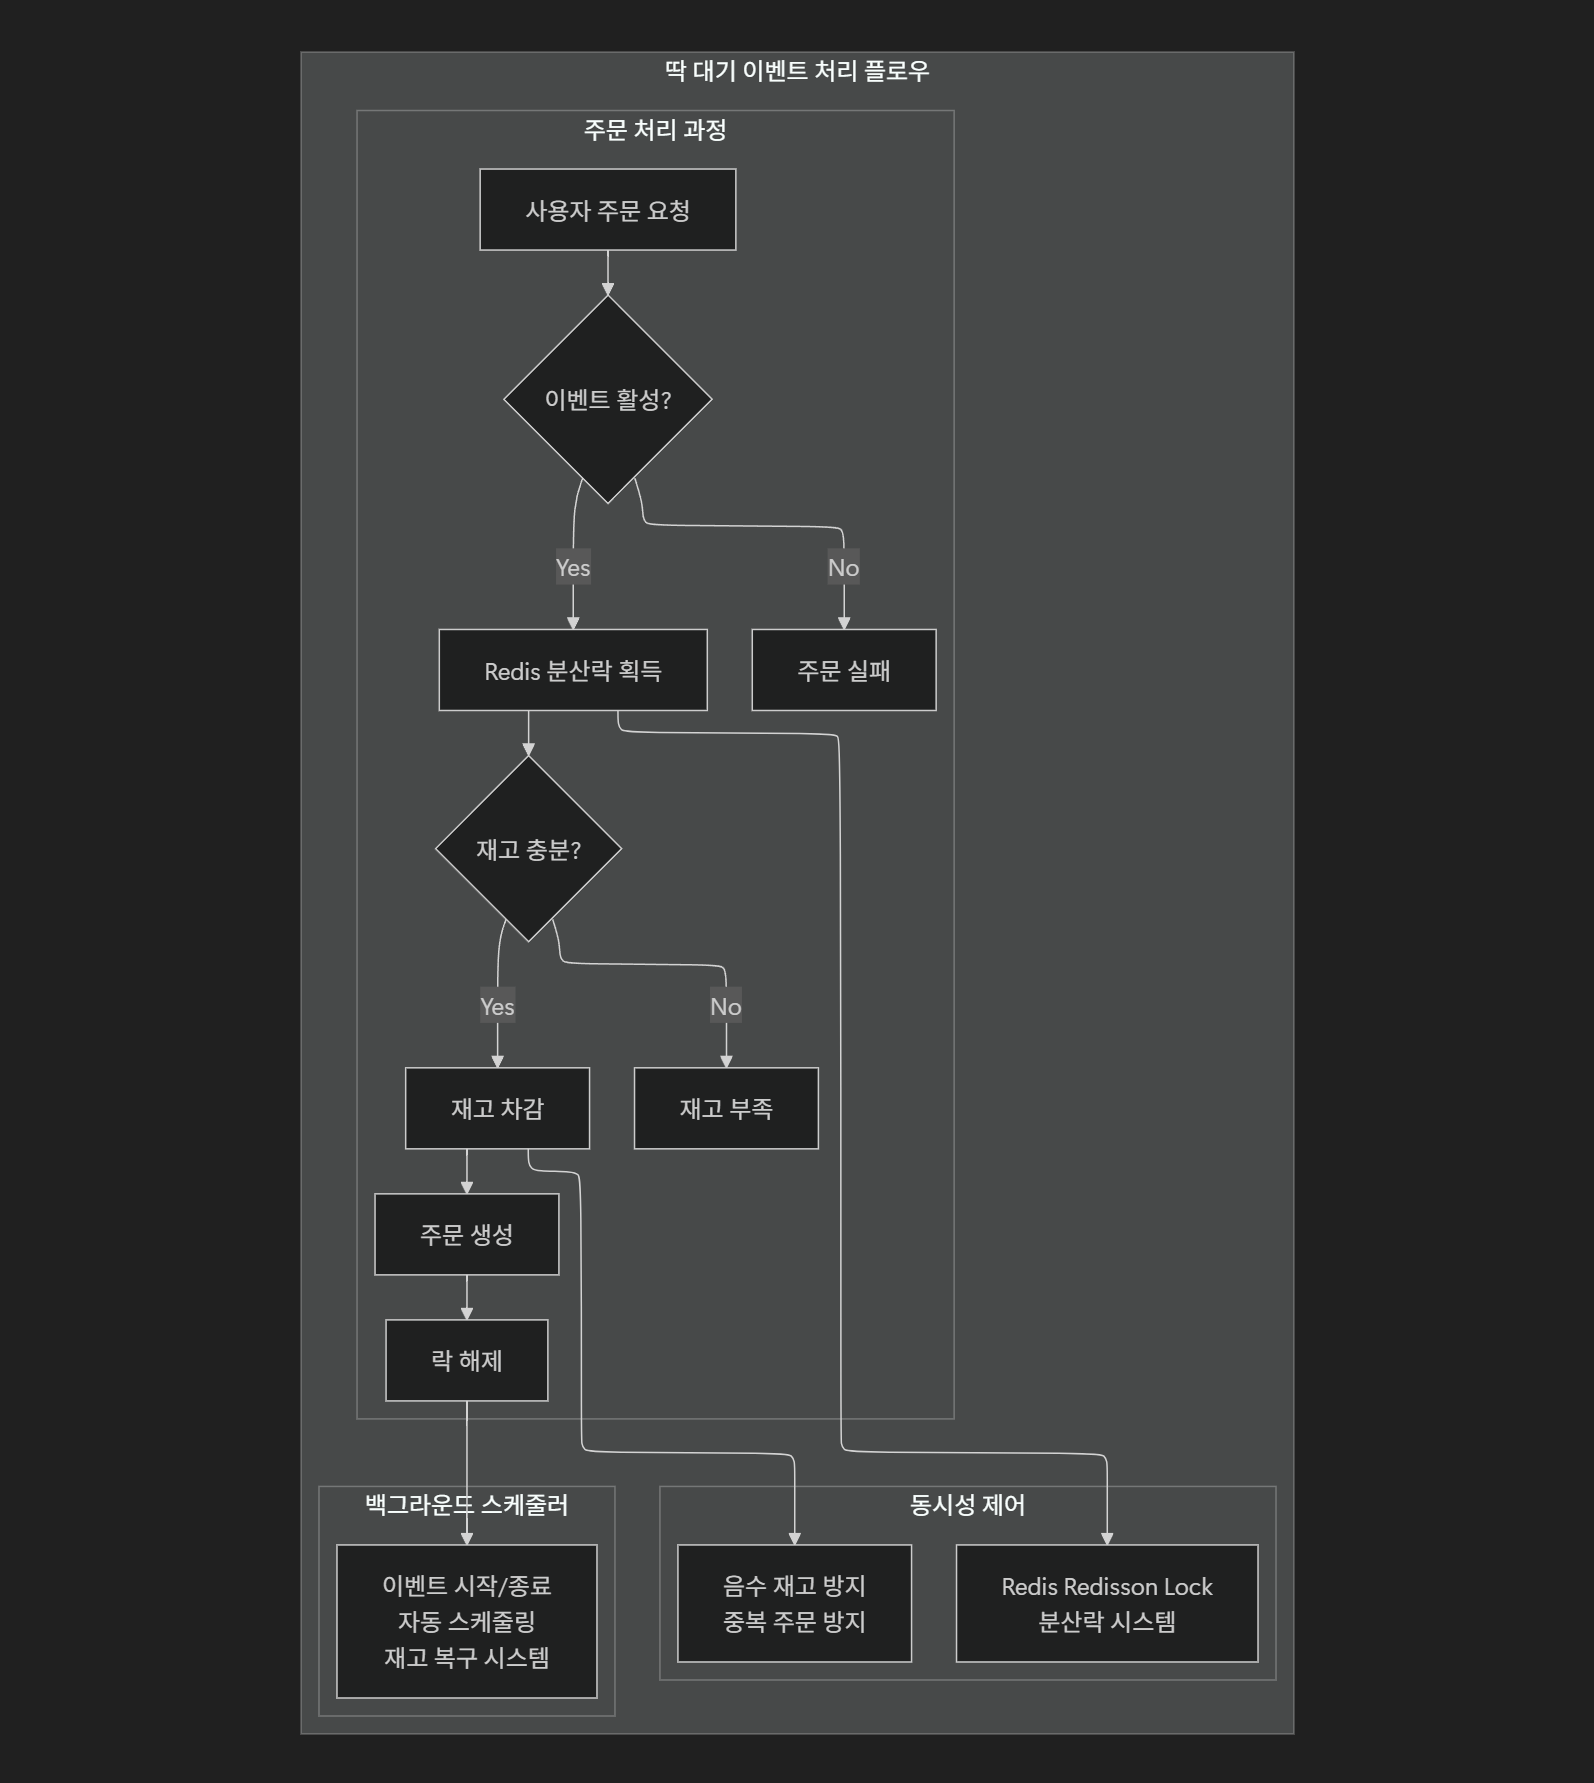 딱 대기 이벤트 처리 플로우
주문 처리 과정
사용자 주문 요청
이벤트 활성?
Yes
No
Redis 분산락 획득
주문 실패
재고 충분?
Yes
No
재고 차감
재고 부족
주문 생성
락 해제
백그라운드 스케줄러
이벤트 시작/종료
자동 스케줄링
재고 복구 시스템
동시성 제어
음수 재고 방지
중복 주문 방지
Redis Redisson Lock
분산락 시스템